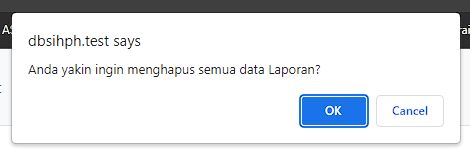 dbsihph.test says
Anda yakin ingin menghapus semua data Laporan?
OK
Cancel